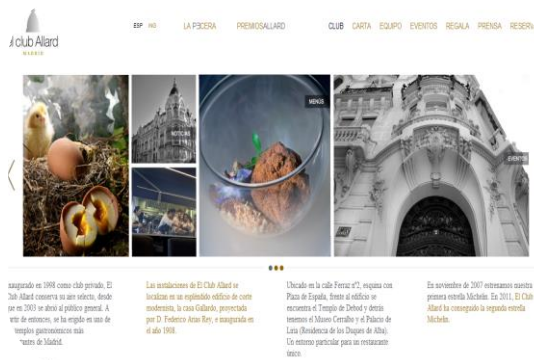 ESP ING
LA PECERA
PREMIOSALLARD
CLUB CARTA EQUIPO EVENTOS REGALA PRENSA
el club Allard
MADRID
MENÚS
NOTICIAS
EVENTOS
en 1998 como club privado, El
Club Allard conserva su aire selecto, desde
que en 2003 se abrió al público general. A
de entonces, se ha erigido en uno de
templos gastronómicos más
de Madrid.
Las instalaciones de El Club Allard se
localizan en un espléndido edificio de corte
modernista, la casa Gallardo, proyectada
por D. Federico Arias Rey, e inaugurada en
el año 1908.
Ubicado en la calle Ferraz nº2, esquina con
Plaza de España, frente al edificio se
encuentra el Templo de Debod y detrás
tenemos el Museo Cerralbo y el Palacio de
Liria (Residencia de los Duques de Alba).
Un entorno particular para un restaurante
único.
En noviembre de 2007 estrenamos nuestra
primera estrella Michelin. En 2011, El Club
Allard ha conseguido la segunda estrella
Michelin.